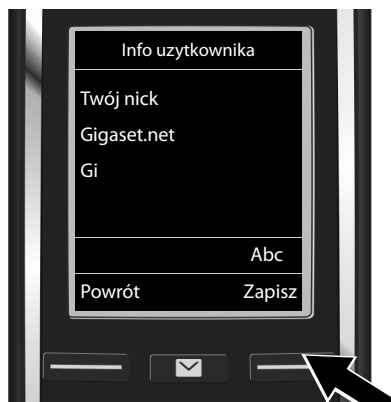 Info uzytkownika
Twój nick
Gigaset.net
Gi
Abc
Powrót Zapisz